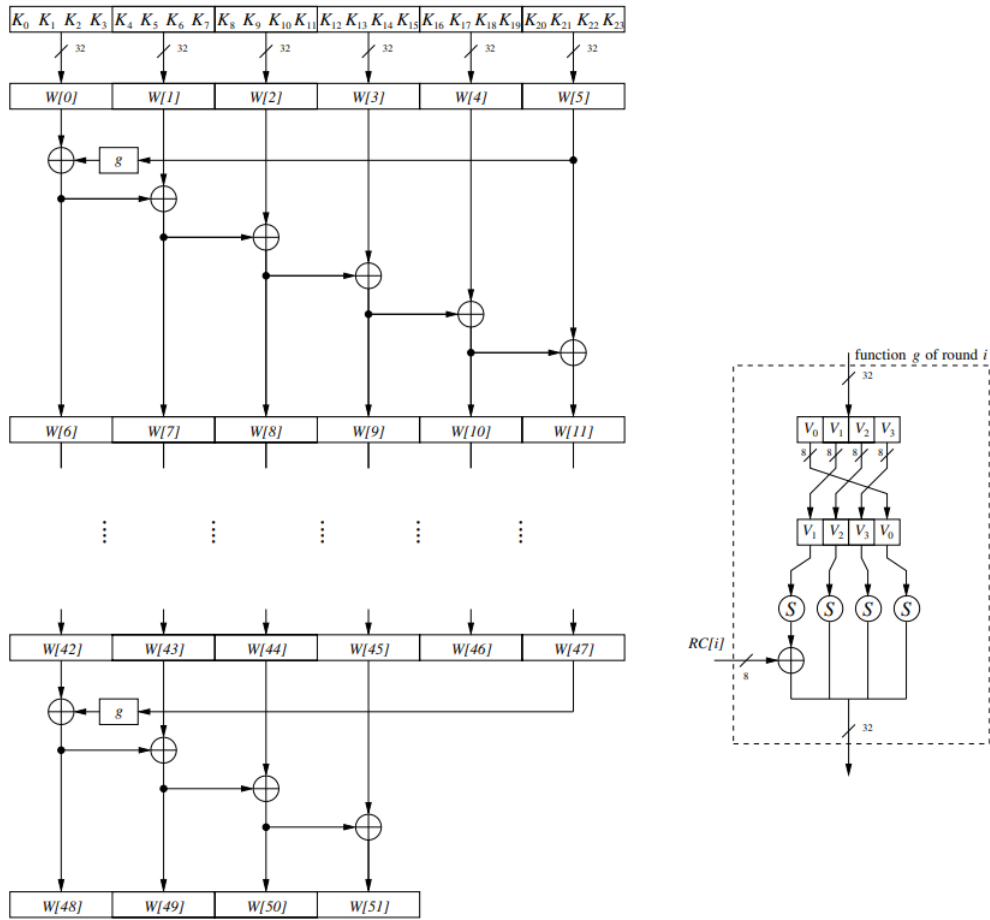 K0 K1 K2 K3 K4 K5 K6 K7 K8 K9 K10 K11 K12 K13 K14 K15 K16 K17 K18 K19 K20 K21 K22 K23
32 32 32 32 32 32
W[0] W[1] W[2] W[3] W[4] W[5]
g
W[6] W[7] W[8] W[9] W[10] W[11]
W[42] W[43] W[44] W[45] W[46] W[47]
g
W[48] W[49] W[50] W[51]
function g of round i
32
V0 V1 V2 V3
8 8 8 8
V1 V2 V3 V0
S S S S
RC[i]
8
32